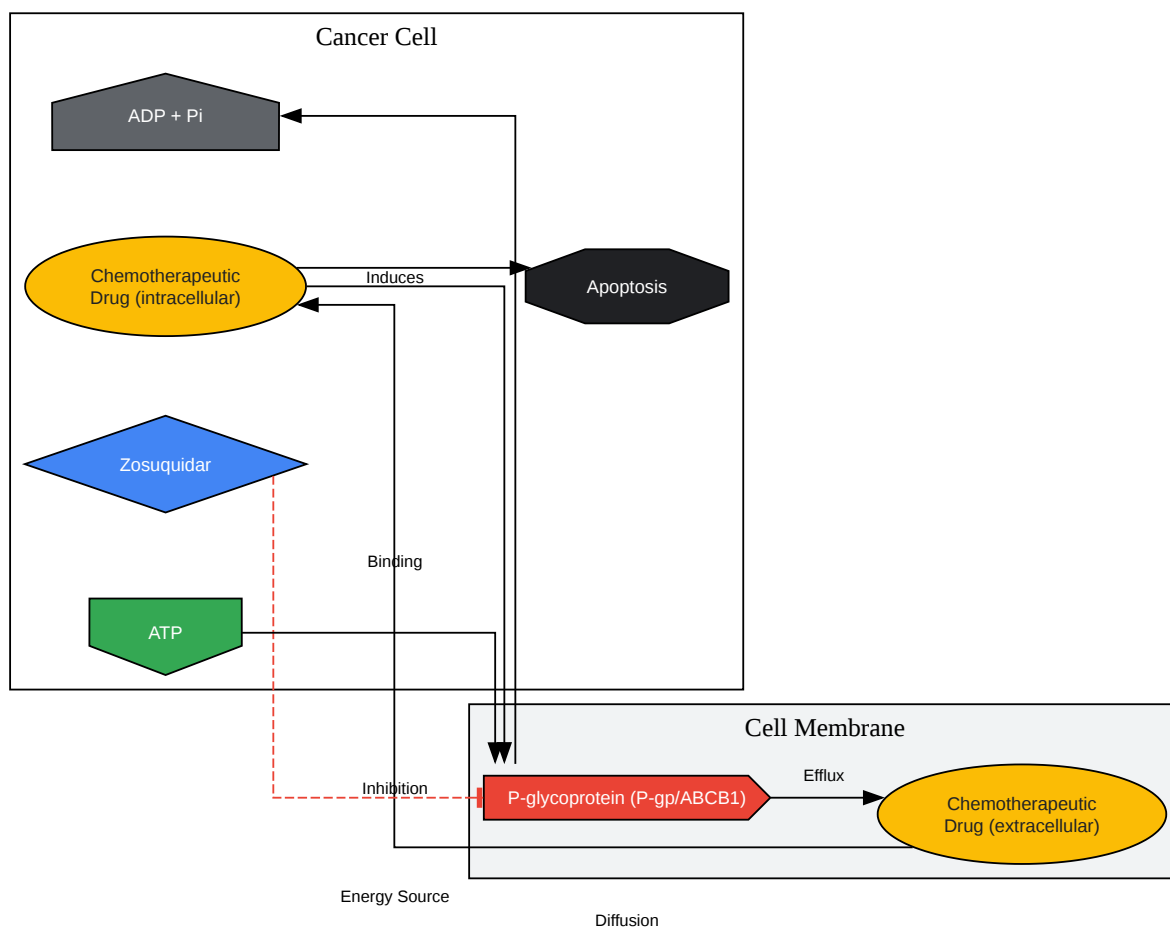 Cancer Cell
ADP + Pi
Chemotherapeutic
Drug (intracellular)
Induces
Apoptosis
Zosuquidar
Binding
ATP
Cell Membrane
Inhibition
P-glycoprotein (P-gp/ABCB1)
Efflux
Chemotherapeutic
Drug (extracellular)
Energy Source
Diffusion